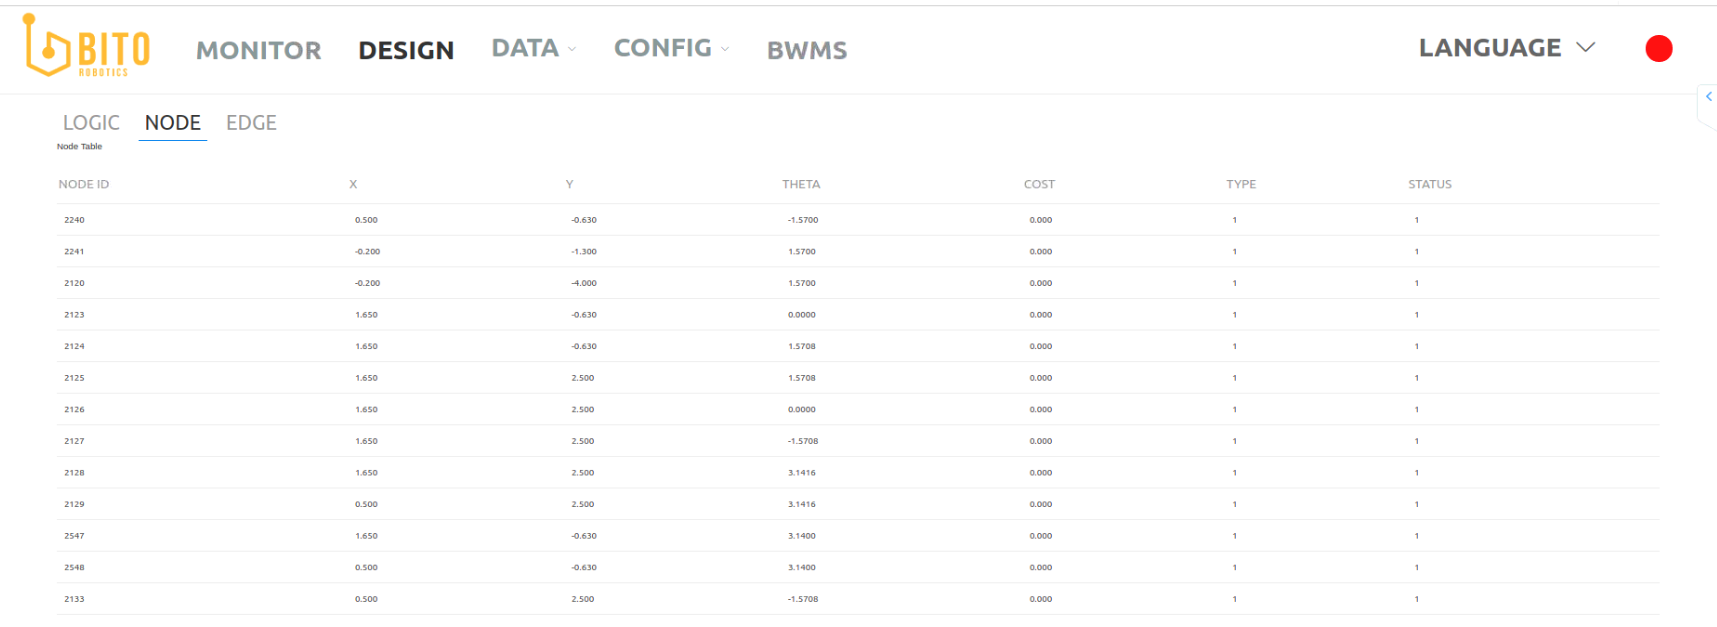 BITO
ROBOTICS
MONITOR DESIGN DATA CONFIG BWMS LANGUAGE
LOGIC NODE EDGE
Node Table
NODE ID X Y THETA COST TYPE STATUS
2240 0.500 -0.630 -1.5700 0.000 1 1
2241 -0.200 -1.300 1.5700 0.000 1 1
2120 -0.200 -4.000 1.5700 0.000 1 1
2123 1.650 -0.630 0.0000 0.000 1 1
2124 1.650 -0.630 1.5708 0.000 1 1
2125 1.650 2.500 1.5708 0.000 1 1
2126 1.650 2.500 0.0000 0.000 1 1
2127 1.650 2.500 -1.5708 0.000 1 1
2128 1.650 2.500 3.1416 0.000 1 1
2129 0.500 2.500 3.1416 0.000 1 1
2547 1.650 -0.630 3.1400 0.000 1 1
2548 0.500 -0.630 3.1400 0.000 1 1
2133 0.500 2.500 -1.5708 0.000 1 1